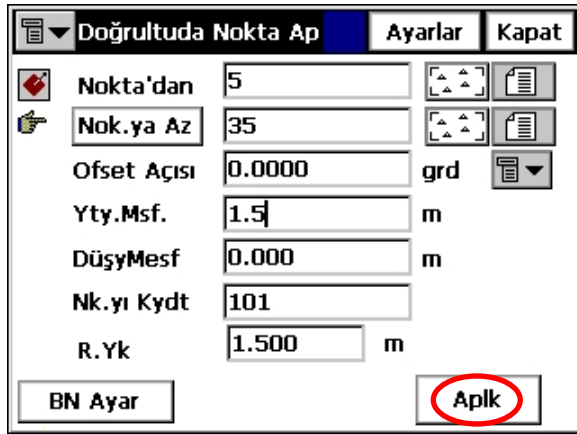 Doğrultuda Nokta Ap Ayarlar Kapat
Nokta'dan 5
Nok.ya Az 35
Ofset Açısı 0.0000 grd
Yty.Msf. 1.5 m
DüşyMesf 0.000 m
Nk.yı Kydt 101
R.Yk 1.500 m
BN Ayar Aplk